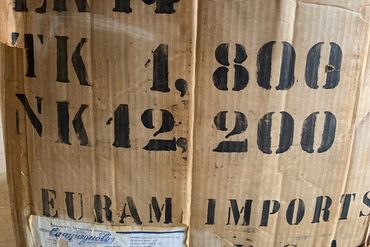 TK 1,800
NK 12,200
EURAM IMPORTS
Campagnolo